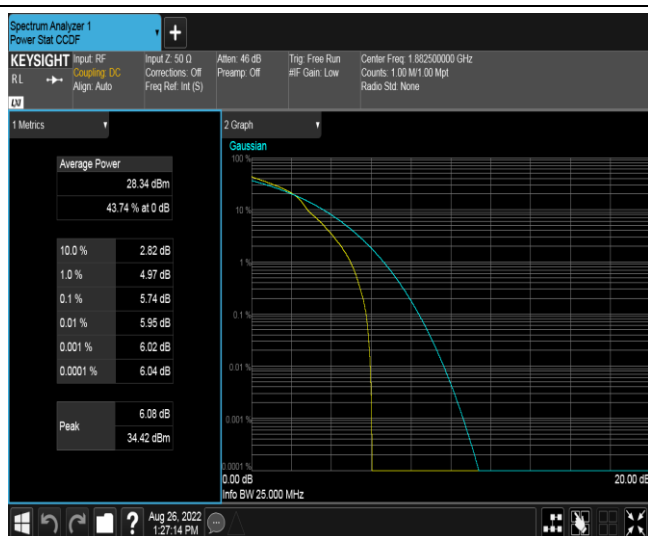 Spectrum Analyzer 1
Power Stat CCDF
KEYSIGHT Input: RF Input Z: 50 Ω Atten: 46 dB Trig: Free Run Center Freq: 1.882500000 GHz
RL Coupling: DC Corrections: Off Preamp: Off #IF Gain: Low Counts: 1.00 M/1.00 Mpt
Align: Auto Freq Ref: Int (S) Radio Std: None
LXI
1 Metrics
2 Graph
Gaussian
Average Power
28.34 dBm
43.74 % at 0 dB
10.0 % 2.82 dB
1.0 % 4.97 dB
0.1 % 5.74 dB
0.01 % 5.95 dB
0.001 % 6.02 dB
0.0001 % 6.04 dB
Peak 6.08 dB
34.42 dBm
100 %
10 %
1 %
0.1 %
0.01 %
0.001 %
0.0001 %
0.00 dB 20.00 dB
Info BW 25.000 MHz
? Aug 26, 2022
1:27:14 PM